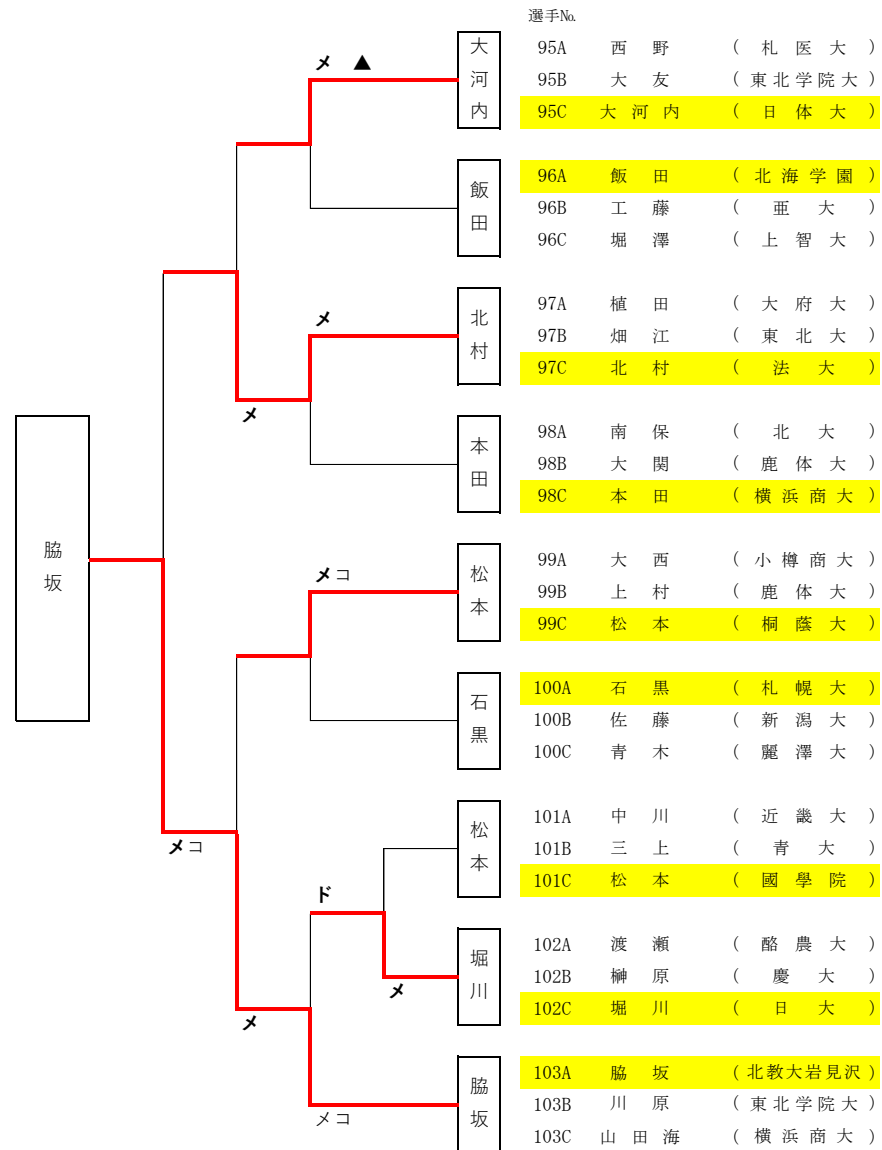 選手№
95A 西野 (札医大)
95B 大友 (東北学院大)
95C 大河内 (日体大)
96A 飯田 (北海学園)
96B 工藤 (亜大)
96C 堀澤 (上智大)
97A 植田 (大府大)
97B 畑江 (東北大)
97C 北村 (法大)
98A 南保 (北大)
98B 大関 (鹿体大)
98C 本田 (横浜商大)
99A 大西 (小樽商大)
99B 上村 (鹿体大)
99C 松本 (桐蔭大)
100A 石黒 (札幌大)
100B 佐藤 (新潟大)
100C 青木 (麗澤大)
101A 中川 (近畿大)
101B 三上 (青大)
101C 松本 (國學院)
102A 渡瀬 (酪農大)
102B 榊原 (慶大)
102C 堀川 (日大)
103A 脇坂 (北教大岩見沢)
103B 川原 (東北学院大)
103C 山田海 (横浜商大)
大河内
飯田
北村
本田
松本
石黒
松本
堀川
脇坂
メ ▲
メ
メ
メコ
メコ
ド
メ
メ
メコ
脇坂